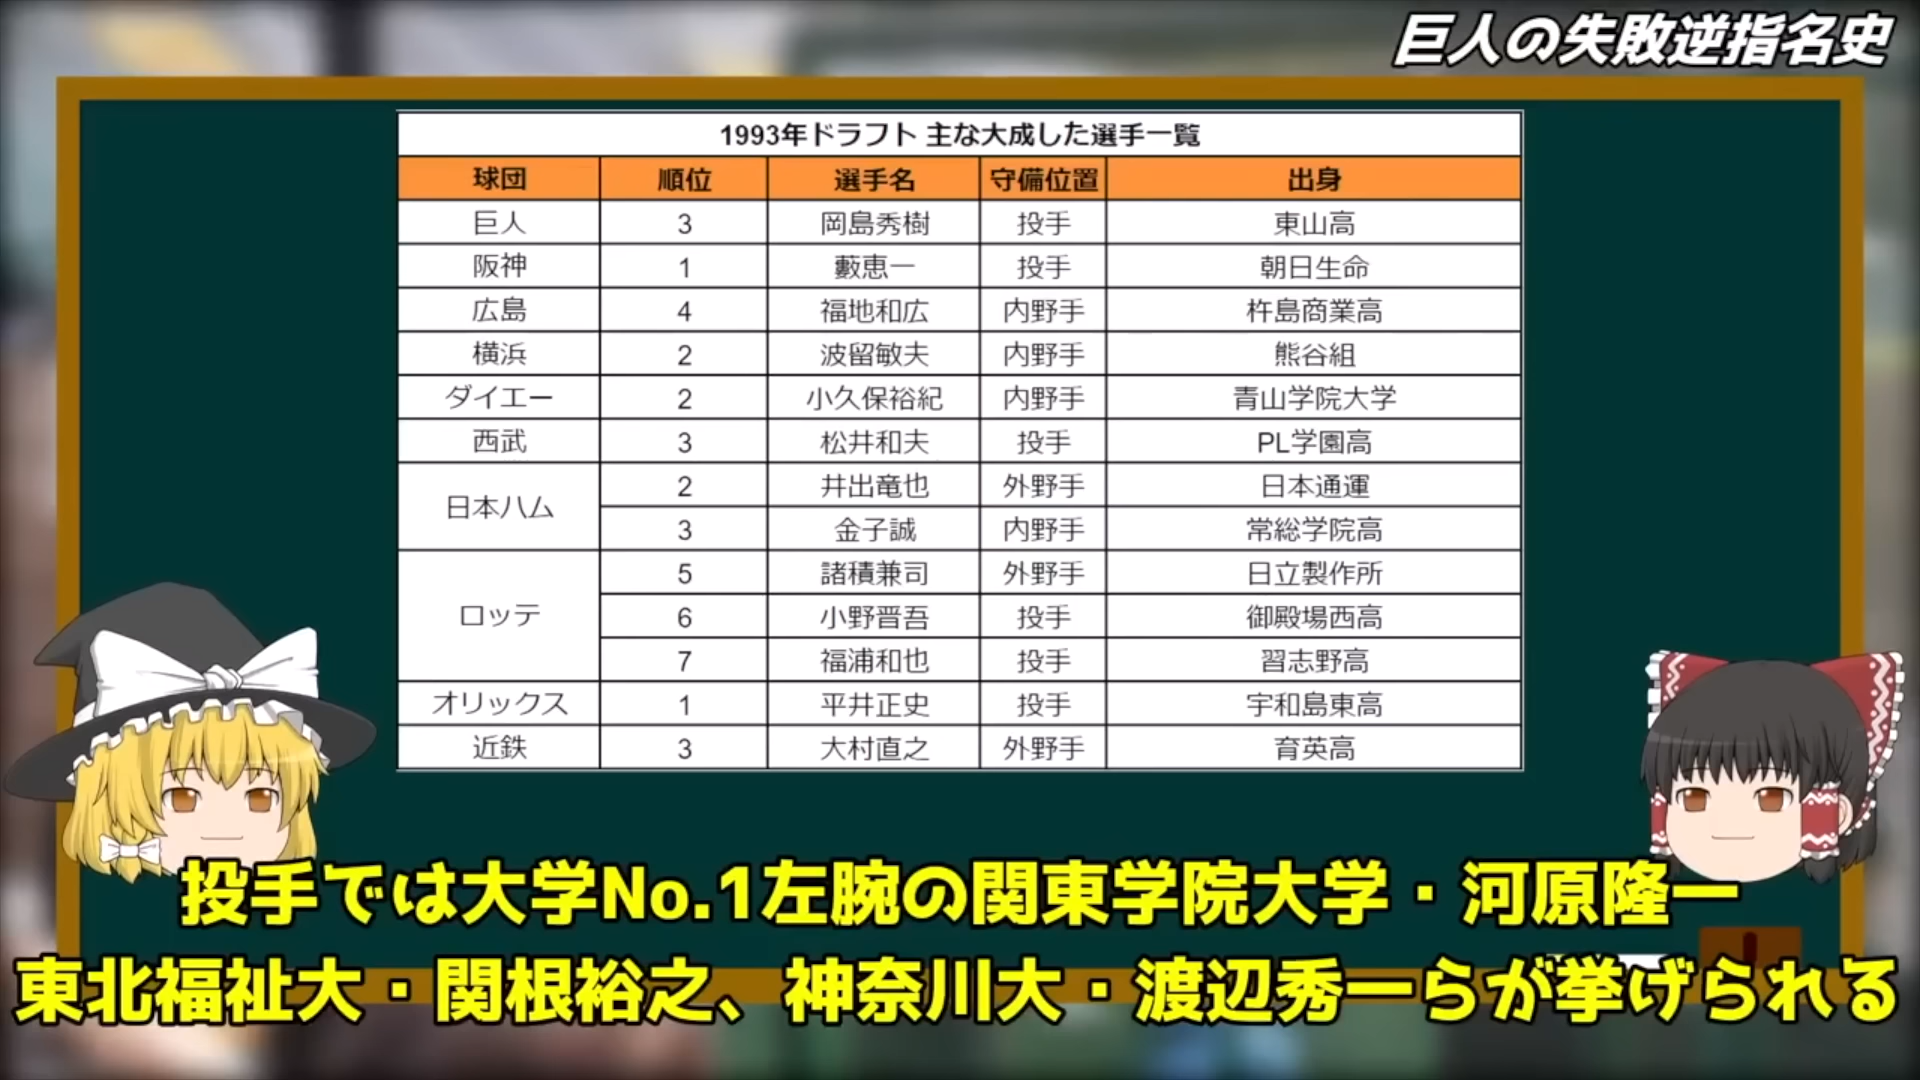 巨人の失敗逆指名史
1993年ドラフト 主な大成した選手一覧
球団 順位 選手名 守備位置 出身
巨人 3 岡島秀樹 投手 東山高
阪神 1 藪恵一 投手 朝日生命
広島 4 福地和広 内野手 杵島商業高
横浜 2 波留敏夫 内野手 熊谷組
ダイエー 2 小久保裕紀 内野手 青山学院大学
西武 3 松井和夫 投手 PL学園高
日本ハム 2 井出竜也 外野手 日本通運
3 金子誠 内野手 常総学院高
ロッテ 5 諸積兼司 外野手 日立製作所
6 小野晋吾 投手 御殿場西高
7 福浦和也 投手 習志野高
オリックス 1 平井正史 投手 宇和島東高
近鉄 3 大村直之 外野手 育英高
投手では大学No.1左腕の関東学院大学・河原隆一
東北福祉大・関根裕之、神奈川大・渡辺秀一らが挙げられる